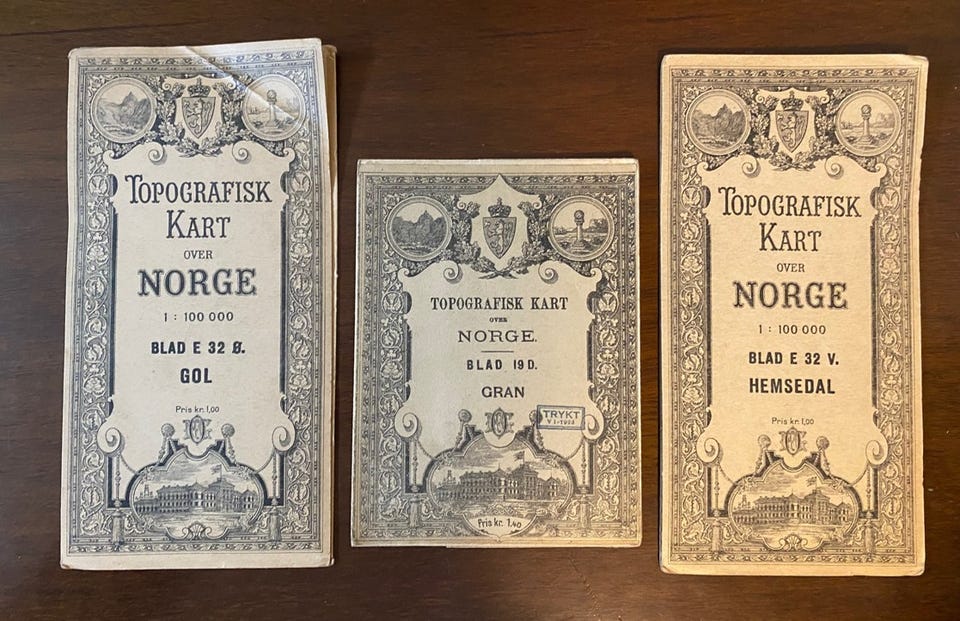 TOPOGRAFISK
KART
OVER
NORGE
1 : 100 000
BLAD E 32 Ø.
GOL
Pris kr. 1,00
TOPOGRAFISK KART
OVER
NORGE.
BLAD 19 D.
GRAN
TRYKT
Pris kr. 1,40
TOPOGRAFISK
KART
OVER
NORGE
1 : 100 000
BLAD E 32 V.
HEMSEDAL
Pris kr. 1,00